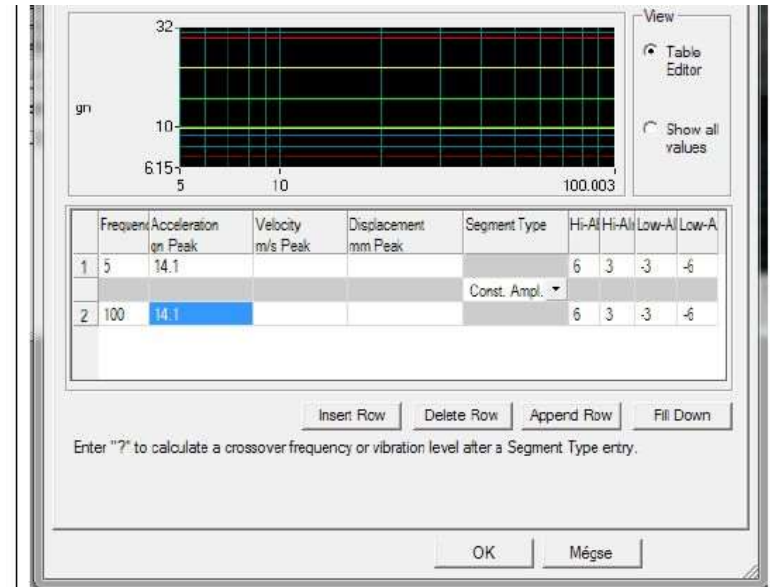 View
32
Table
Editor
gn
10
Show all
values
6.15
5 10 100.003
Frequenc Acceleration Velocity Displacement Segment Type Hi-Al Hi-Alı Low-Al Low-A
gn Peak m/s Peak mm Peak
1 5 14.1 6 3 -3 -6
Const. Ampl.
2 100 14.1 6 3 -3 -6
Insert Row Delete Row Append Row Fill Down
Enter "?" to calculate a crossover frequency or vibration level after a Segment Type entry.
OK Mégse